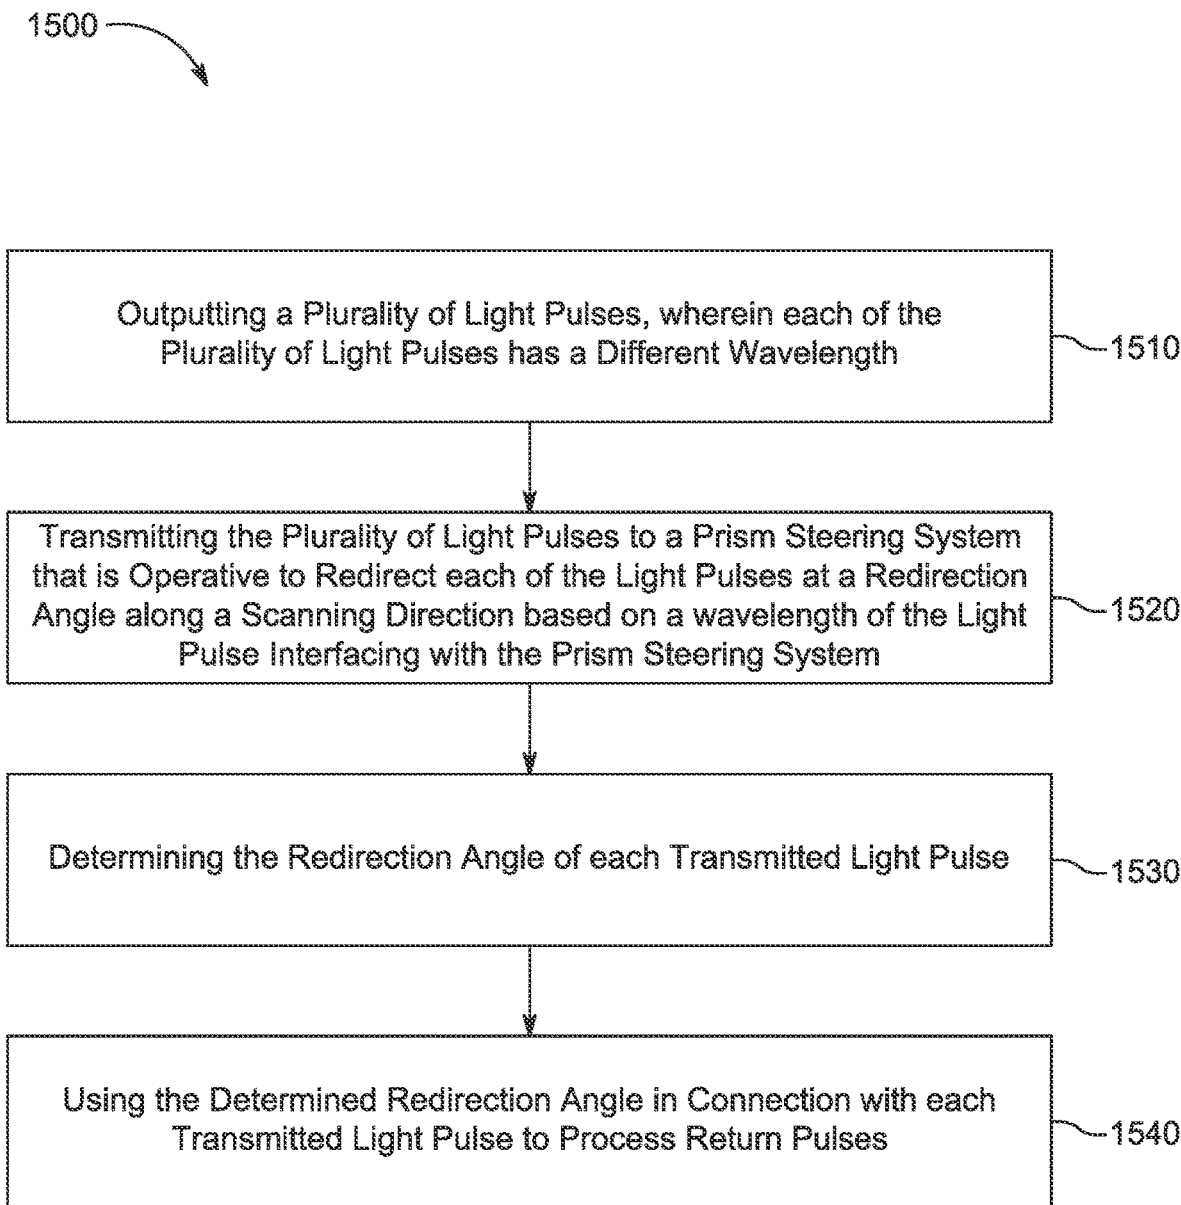 1500
Outputting a Plurality of Light Pulses, wherein each of the
Plurality of Light Pulses has a Different Wavelength
1510
Transmitting the Plurality of Light Pulses to a Prism Steering System
that is Operative to Redirect each of the Light Pulses at a Redirection
Angle along a Scanning Direction based on a wavelength of the Light
Pulse Interfacing with the Prism Steering System
1520
Determining the Redirection Angle of each Transmitted Light Pulse
1530
Using the Determined Redirection Angle in Connection with each
Transmitted Light Pulse to Process Return Pulses
1540